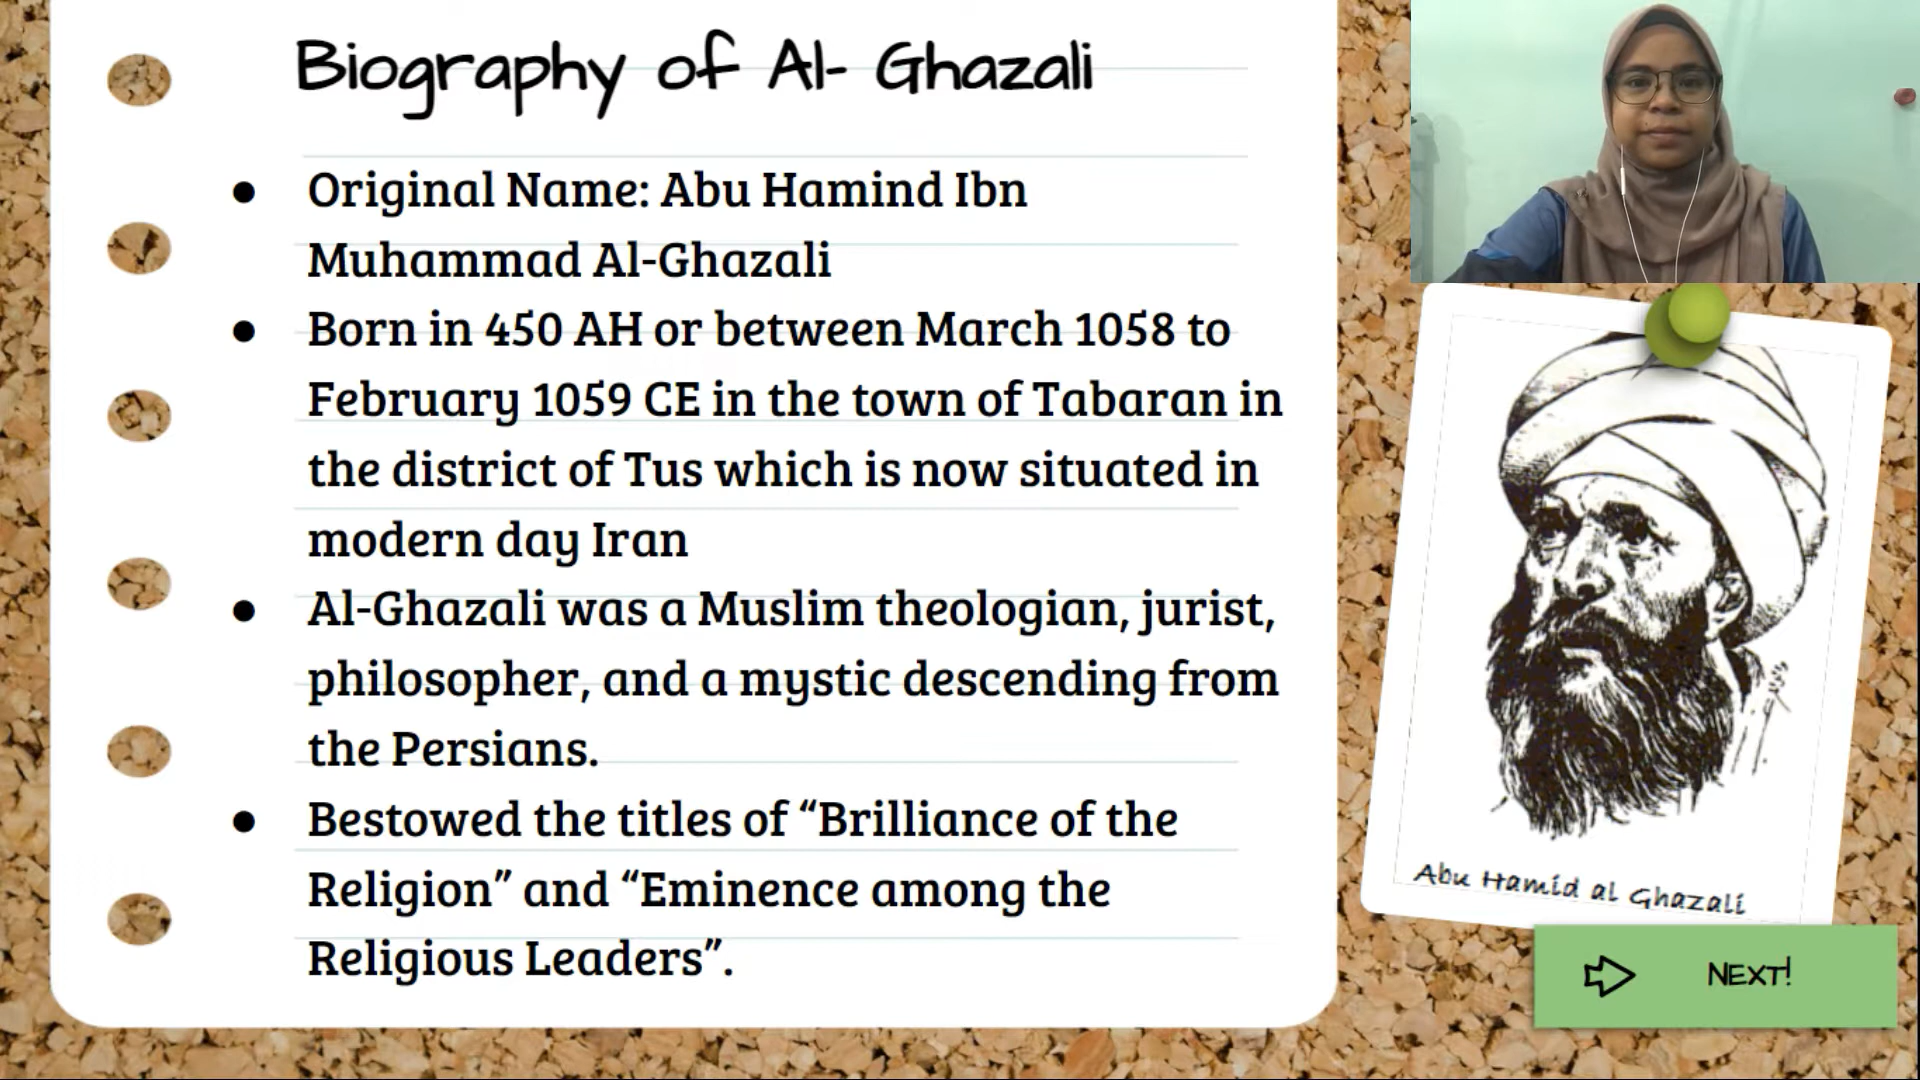 Biography of Al- Ghazali
● Original Name: Abu Hamind Ibn
Muhammad Al-Ghazali
● Born in 450 AH or between March 1058 to
February 1059 CE in the town of Tabaran in
the district of Tus which is now situated in
modern day Iran
● Al-Ghazali was a Muslim theologian, jurist,
philosopher, and a mystic descending from
the Persians.
● Bestowed the titles of “Brilliance of the
Religion” and “Eminence among the
Religious Leaders”.
Abu Hamid al Ghazali
NEXT!